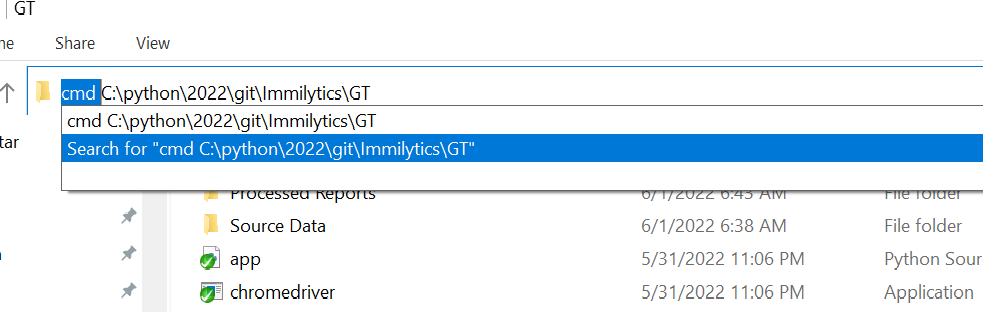 GT
me Share View
cmd C:\python\2022\git\Immilytics\GT
cmd C:\python\2022\git\Immilytics\GT
Search for "cmd C:\python\2022\git\Immilytics\GT"
tar
Processed Reports 6/1/2022 6:43 AM File folder
Source Data 6/1/2022 6:38 AM File folder
app 5/31/2022 11:06 PM Python Sour
chromedriver 5/31/2022 11:06 PM Application